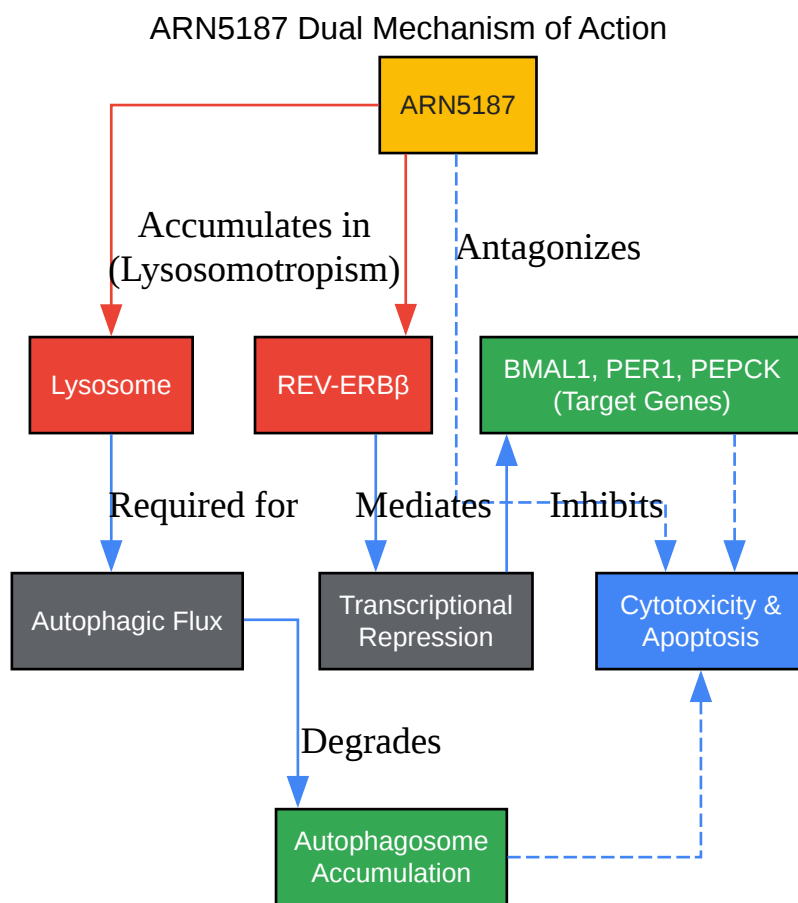 ARN5187 Dual Mechanism of Action
ARN5187
Accumulates in
(Lysosomotropism)
Antagonizes
Lysosome
REV-ERBβ
BMAL1, PER1, PEPCK
(Target Genes)
Required for
Mediates
Inhibits
Autophagic Flux
Transcriptional
Repression
Cytotoxicity &
Apoptosis
Degrades
Autophagosome
Accumulation